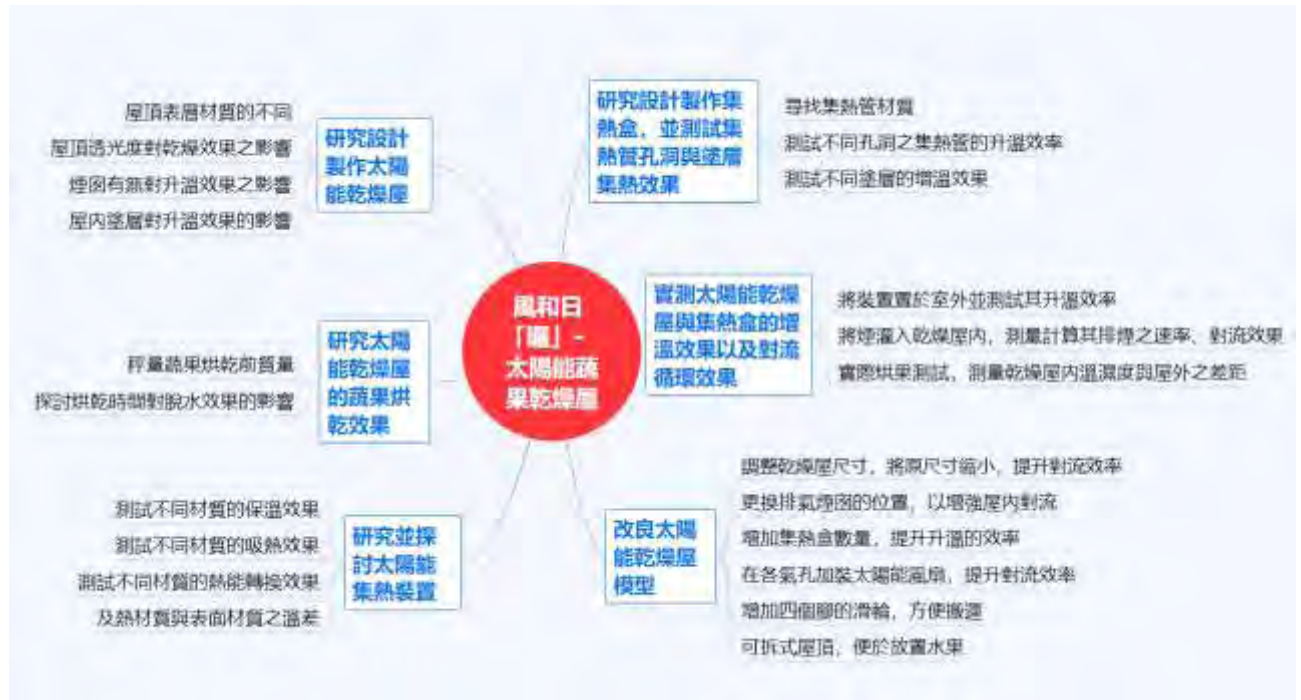 屋頂表層材質的不同
屋頂透光度對乾燥效果之影響
煙囪有無對升溫效果之影響
屋內塗層對升溫效果的影響
研究設計
製作太陽
能乾燥屋
研究設計製作集
熱盒，並測試集
熱管孔洞與塗層
集熱效果
尋找集熱管材質
測試不同孔洞之集熱管的升溫效率
測試不同塗層的增溫效果
風和日
「曬」-
太陽能蔬
果乾燥屋
秤量蔬果烘乾前質量
探討烘乾時間對脫水效果的影響
研究太陽
能乾燥屋
的蔬果烘
乾效果
實測太陽能乾燥
屋與集熱盒的增
溫效果以及對流
循環效果
將裝置置於室外並測試其升溫效率
將煙灌入乾燥屋內，測量計算其排煙之速率、對流效果
實際烘果測試，測量乾燥屋內溫濕度與屋外之差距
測試不同材質的保溫效果
測試不同材質的吸熱效果
測試不同材質的熱能轉換效果
及熱材質與表面材質之溫差
研究並探
討太陽能
集熱裝置
改良太陽
能乾燥屋
模型
調整乾燥屋尺寸，將原尺寸縮小，提升對流效率
更換排氣煙囪的位置，以增強屋內對流
增加集熱盒數量，提升升溫的效率
在各氣孔加裝太陽能風扇，提升對流效率
增加四個腳的滑輪，方便搬運
可拆式屋頂，便於放置水果